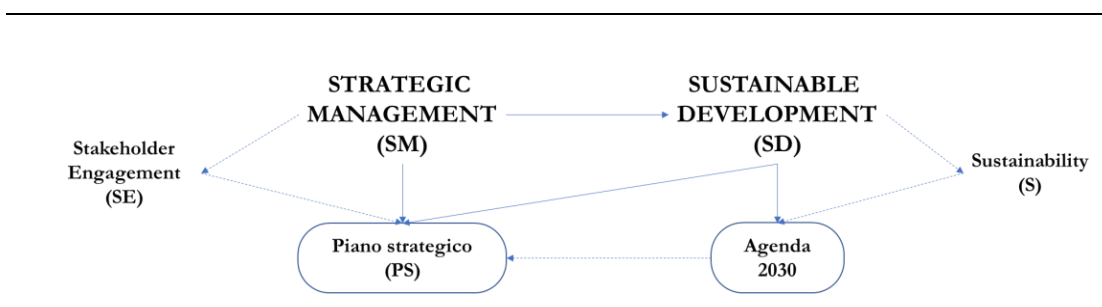 STRATEGIC
MANAGEMENT
(SM)
SUSTAINABLE
DEVELOPMENT
(SD)
Stakeholder
Engagement
(SE)
Sustainability
(S)
Piano strategico
(PS)
Agenda
2030